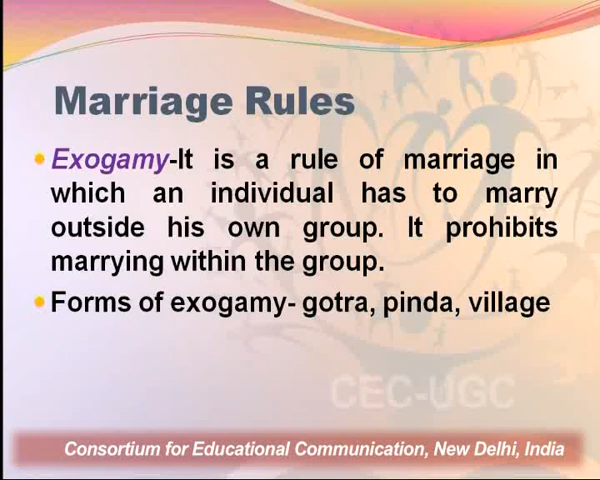 Marriage Rules
Exogamy-It is a rule of marriage in
which an individual has to marry
outside his own group. It prohibits
marrying within the group.
Forms of exogamy- gotra, pinda, village
CEC-UGC
Consortium for Educational Communication, New Delhi, India